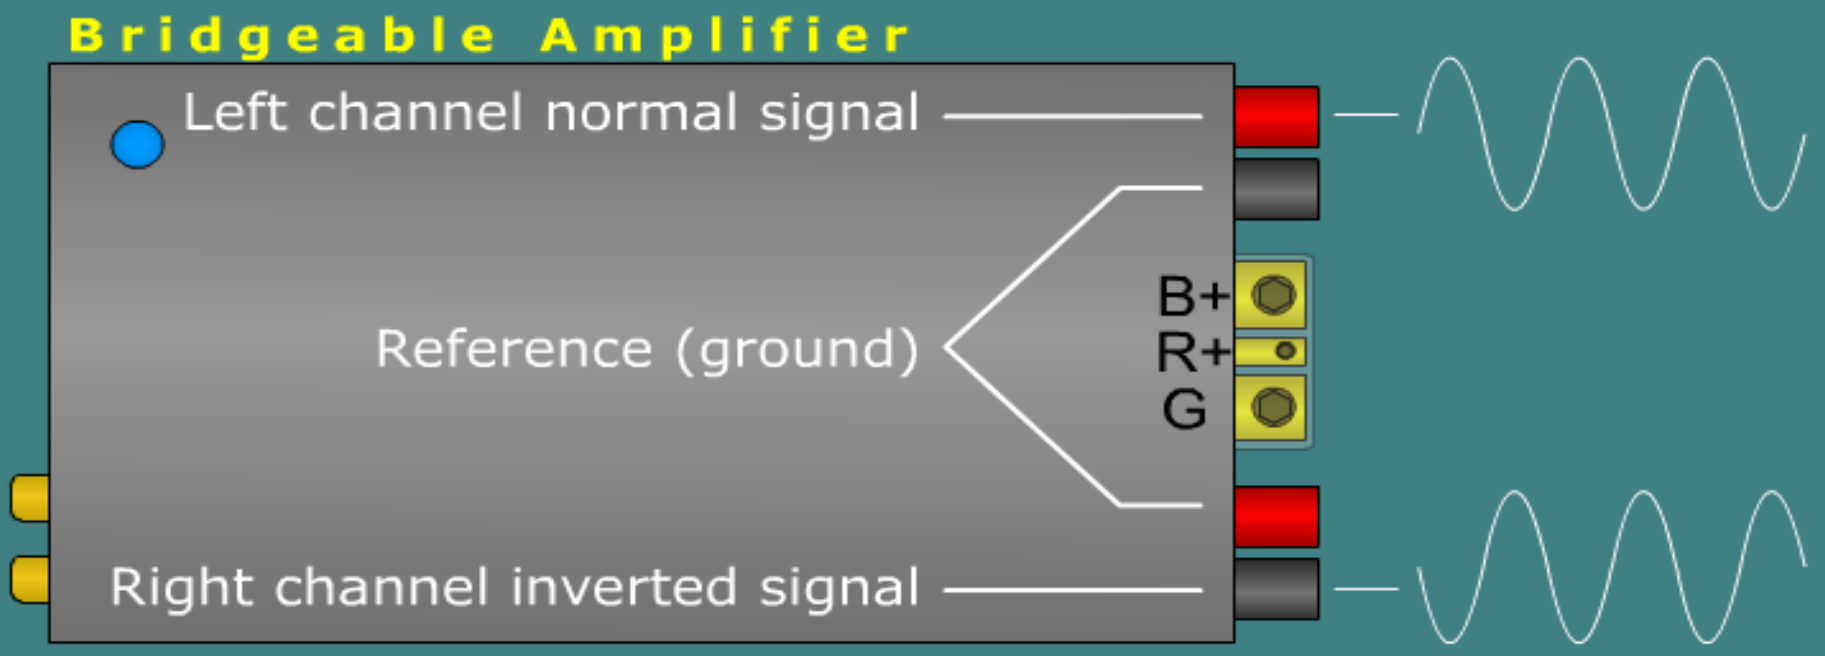 Bridgeable Amplifier
Left channel normal signal
B+
Reference (ground)
R+
G
Right channel inverted signal